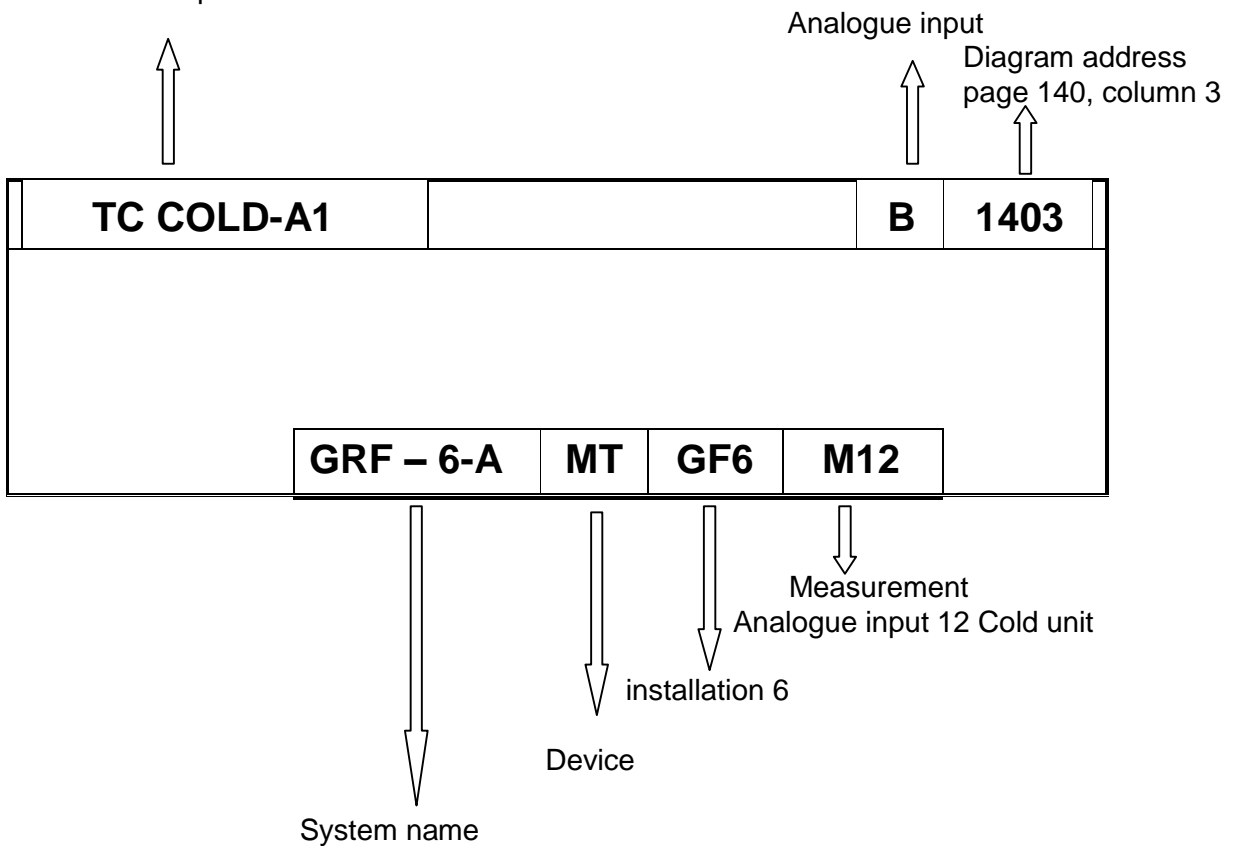 Analogue input
Diagram address
page 140, column 3
TC COLD-A1
B
1403
GRF – 6-A
MT
GF6
M12
Measurement
Analogue input 12 Cold unit
installation 6
Device
System name